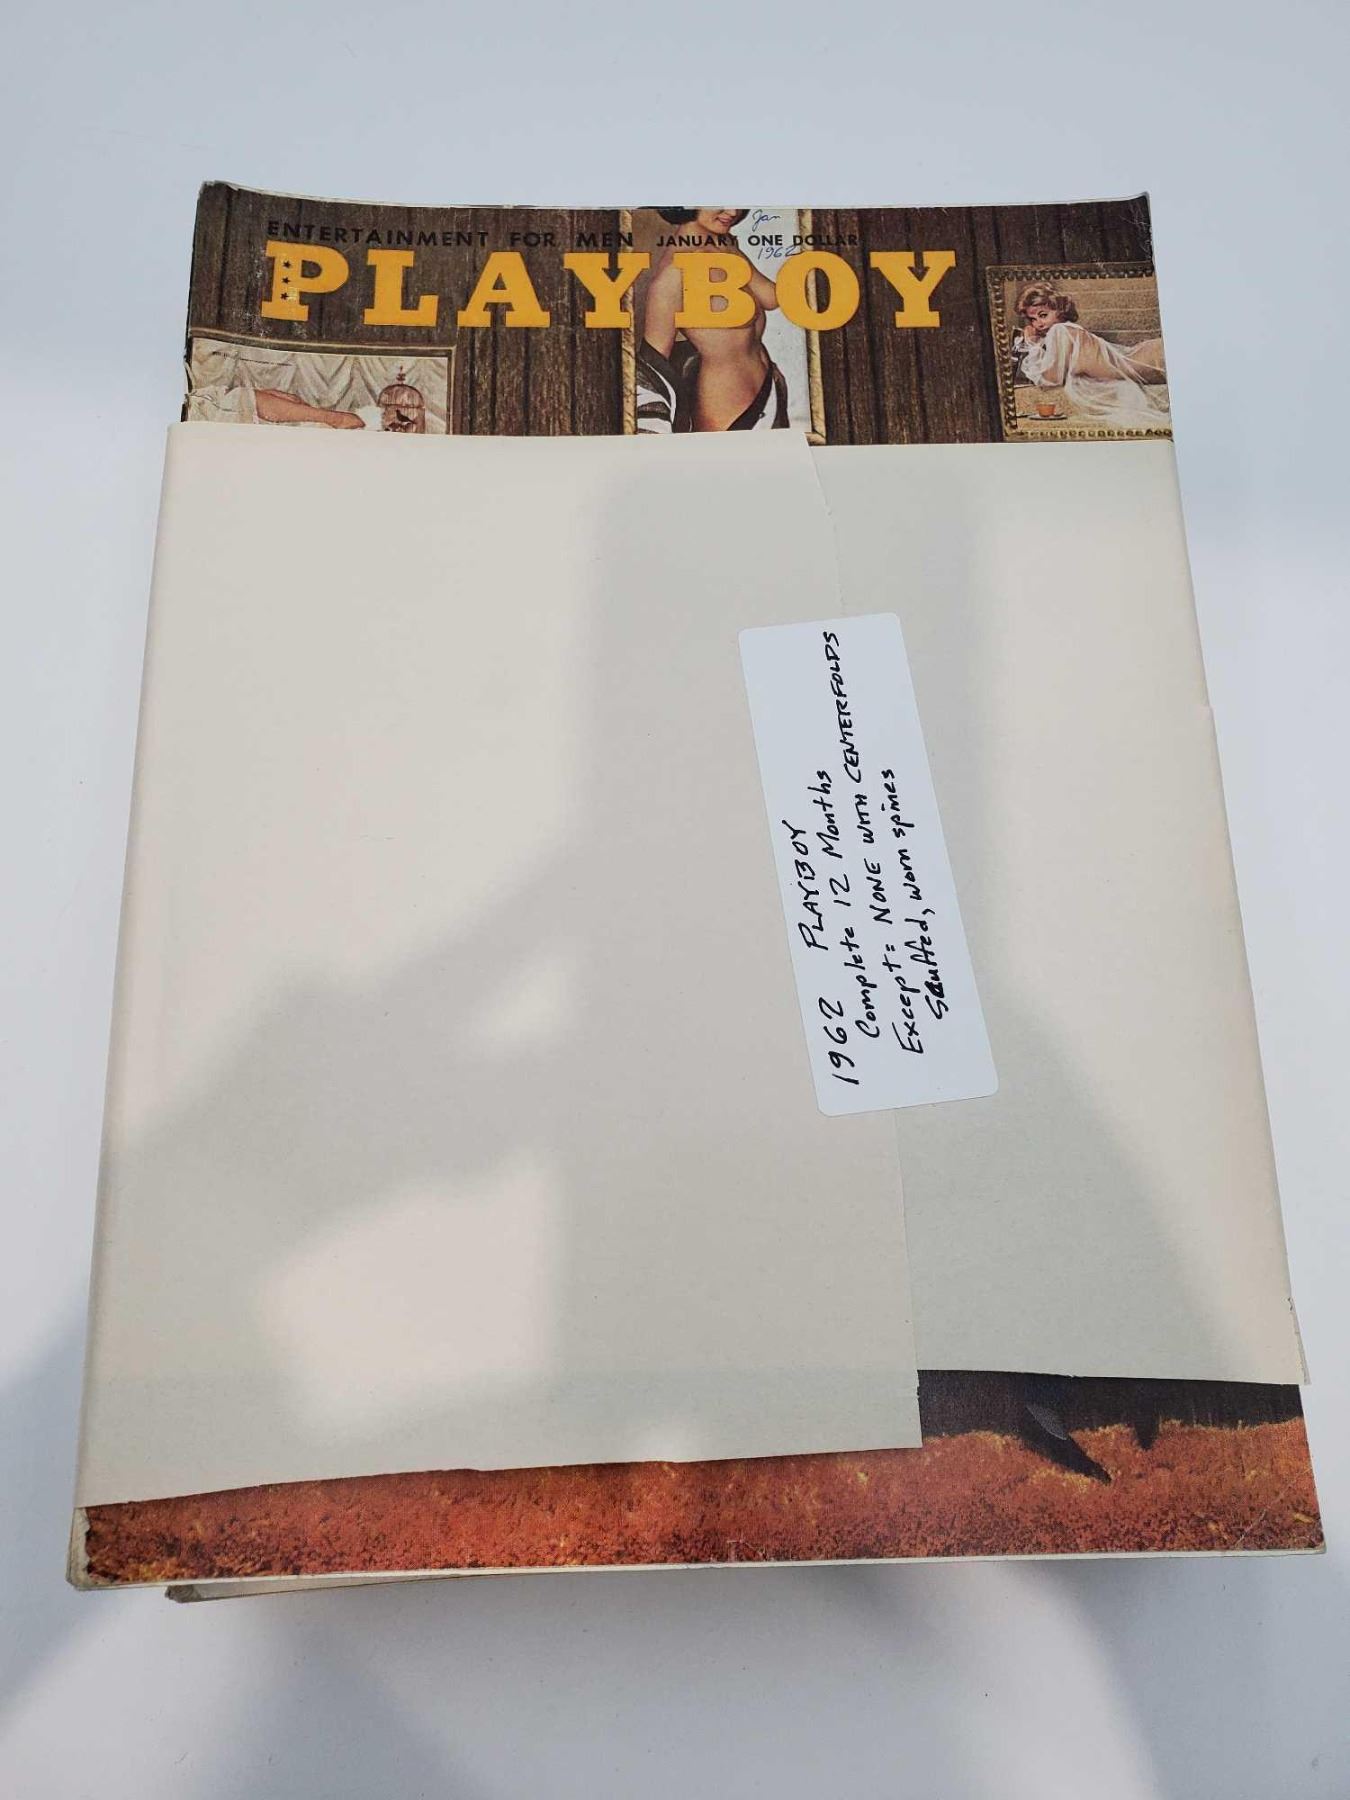 ENTERTAINMENT FOR MEN JANUARY ONE DOLLAR
Jan
1962
PLAYBOY
1962 PLAYBOY
Complete 12 Months
Except: NONE WITH CENTERFOLDS
Scuffed, worn spines